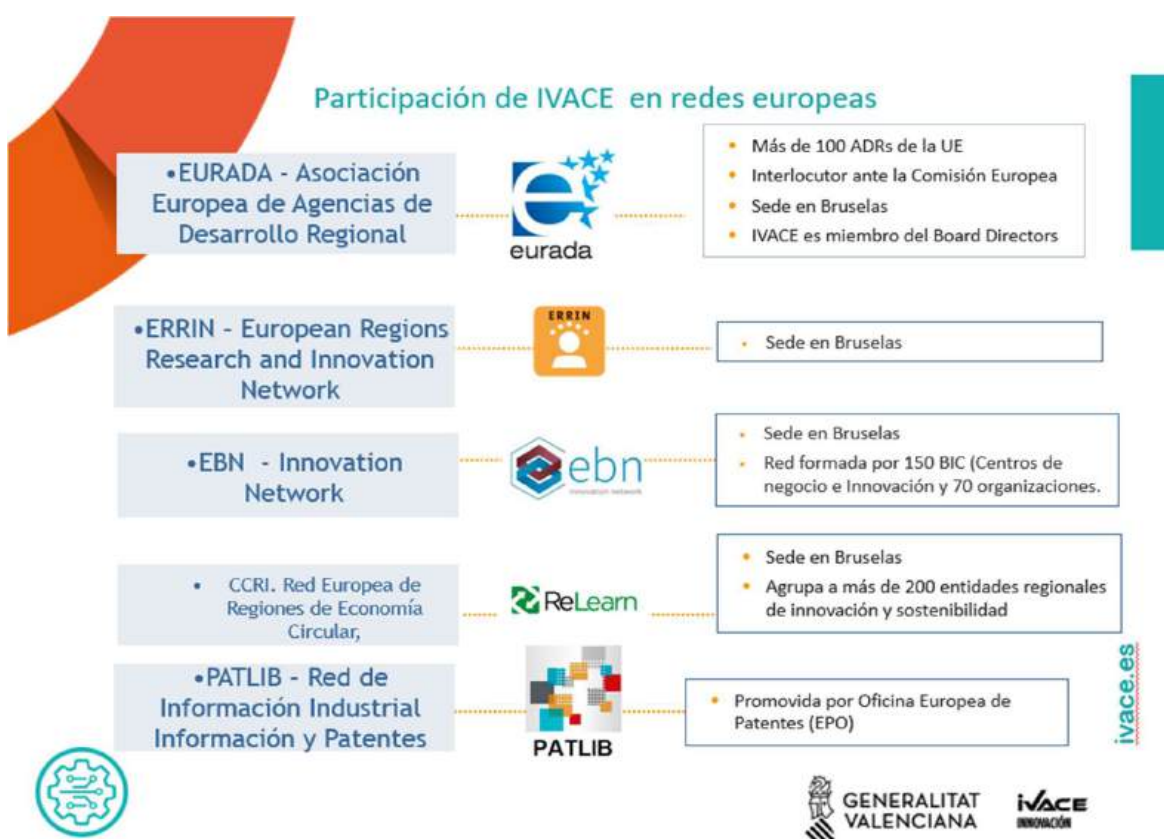 Participación de IVACE en redes europeas
•EURADA - Asociación
Europea de Agencias de
Desarrollo Regional
eurada
• Más de 100 ADRs de la UE
• Interlocutor ante la Comisión Europea
• Sede en Bruselas
• IVACE es miembro del Board Directors
•ERRIN - European Regions
Research and Innovation
Network
ERRIN
• Sede en Bruselas
•EBN - Innovation
Network
ebn
innovation network
• Sede en Bruselas
• Red formada por 150 BIC (Centros de
negocio e Innovación y 70 organizaciones.
• CCRI. Red Europea de
Regiones de Economía
Circular,
ReLearn
• Sede en Bruselas
• Agrupa a más de 200 entidades regionales
de innovación y sostenibilidad
•PATLIB - Red de
Información Industrial
Información y Patentes
PATLIB
• Promovida por Oficina Europea de
Patentes (EPO)
ivace.es
GENERALITAT
VALENCIANA
iVACE
INNOVACIÓN